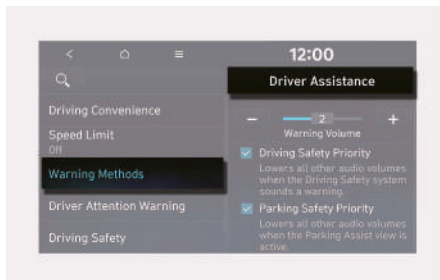 12:00
Driver Assistance
Driving Convenience
Speed Limit
Off
Warning Methods
Driver Attention Warning
Driving Safety
− 2 +
Warning Volume
Driving Safety Priority
Lowers all other audio volumes
when the Driving Safety system
sounds a warning.
Parking Safety Priority
Lowers all other audio volumes
when the Parking Assist view is
active.